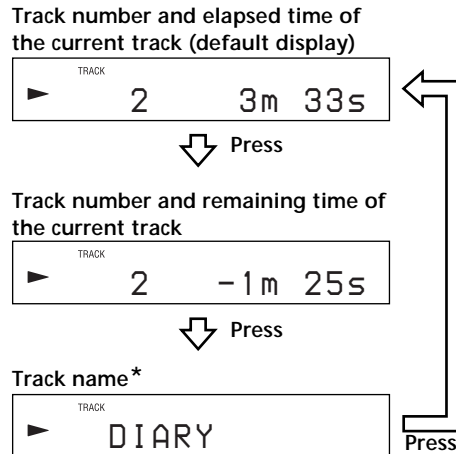 Track number and elapsed time of
the current track (default display)
TRACK
2 3m 33s
Press
Track number and remaining time of
the current track
TRACK
2 -1m 25s
Press
Track name*
TRACK
DIARY
Press